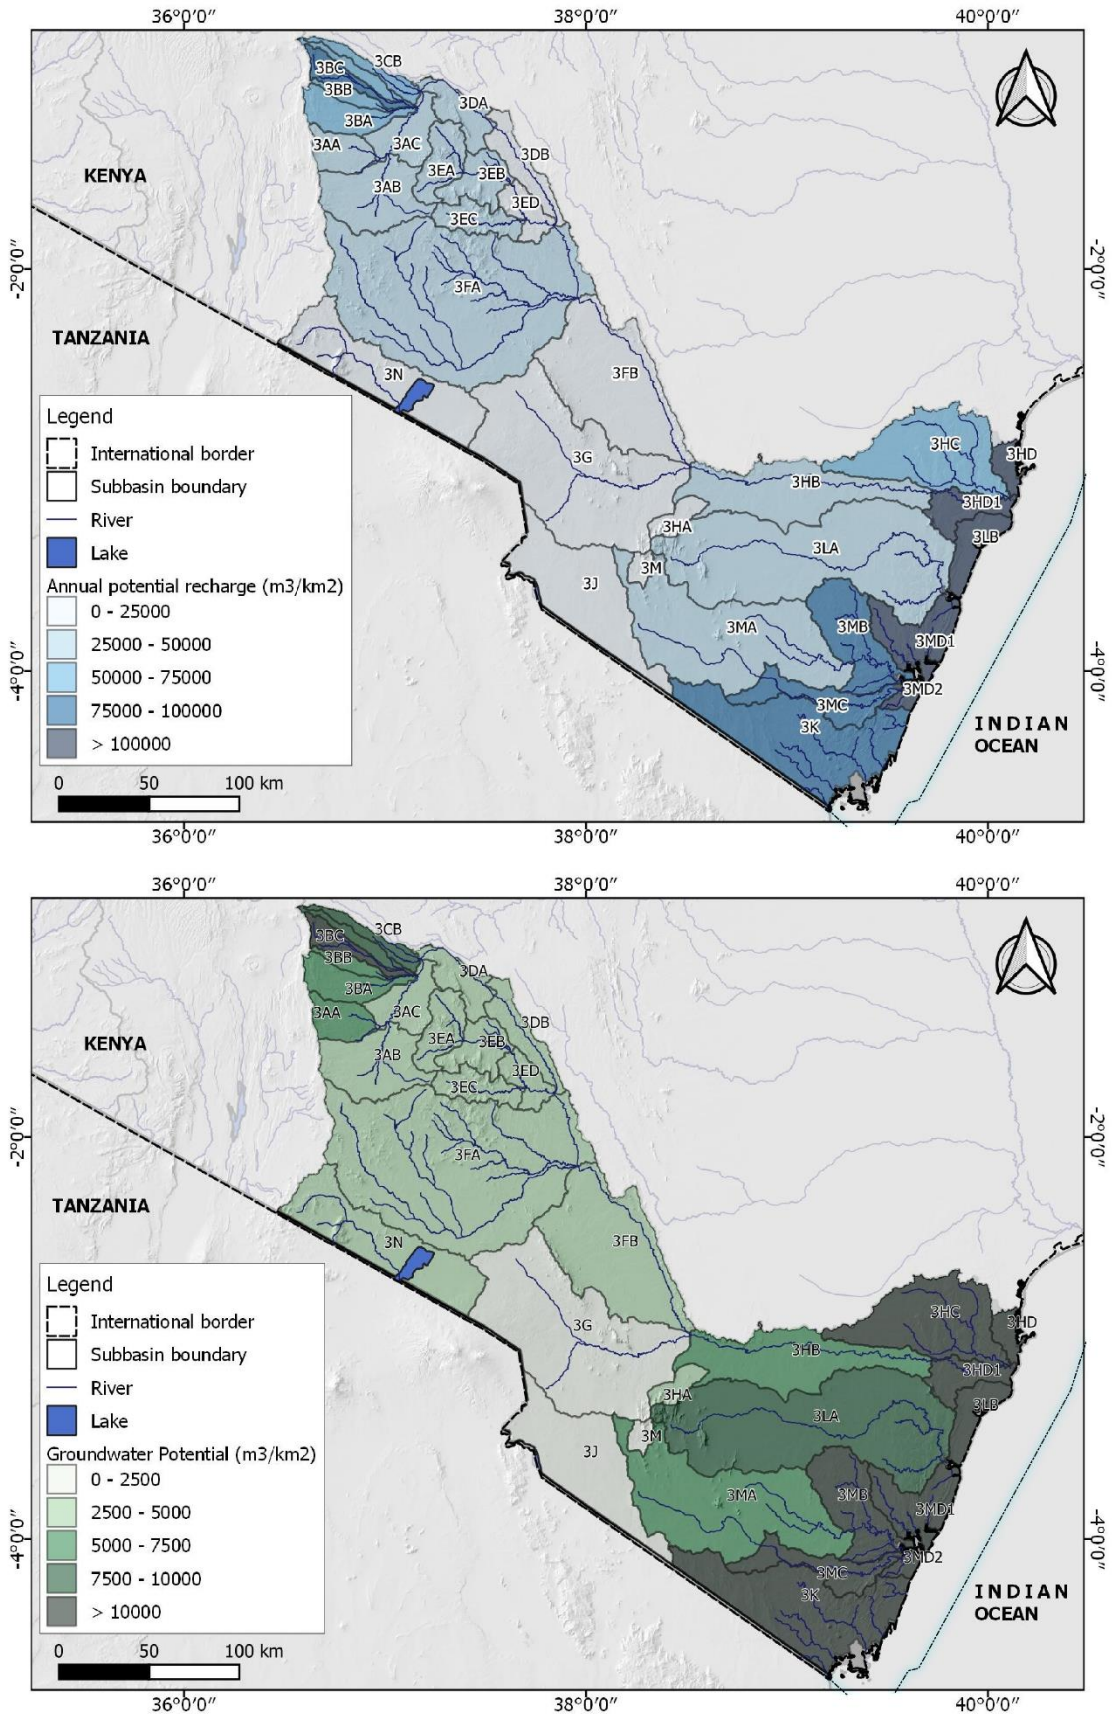 36°0'0"
38°0'0"
40°0'0"
3BC
3CB
3BB
3DA
3BA
3AA
3AC
3DB
KENYA
3EA
3EB
3AB
3ED
3EC
-2°0'0"
-2°0'0"
3FA
TANZANIA
3N
3FB
Legend
International border
Subbasin boundary
River
Lake
Annual potential recharge (m3/km2)
0 - 25000
25000 - 50000
50000 - 75000
75000 - 100000
> 100000
0
50
100 km
3HC
3HD
3G
3HB
3HD1
3HA
3LB
3LA
3M
3J
3MA
3MB
3MD1
-4°0'0"
-4°0'0"
3MD2
3MC
3K
INDIAN
OCEAN
36°0'0"
38°0'0"
40°0'0"
36°0'0"
38°0'0"
40°0'0"
3BC
3CB
3BB
3DA
3BA
3AA
3AC
3DB
KENYA
3EA
3EB
3AB
3ED
3EC
-2°0'0"
-2°0'0"
3FA
TANZANIA
3N
3FB
Legend
International border
Subbasin boundary
River
Lake
Groundwater Potential (m3/km2)
0 - 2500
2500 - 5000
5000 - 7500
7500 - 10000
> 10000
0
50
100 km
3HC
3HD
3G
3HB
3HD1
3HA
3LB
3LA
3M
3J
3MA
3MB
3MD1
-4°0'0"
-4°0'0"
3MD2
3MC
3K
INDIAN
OCEAN
36°0'0"
38°0'0"
40°0'0"